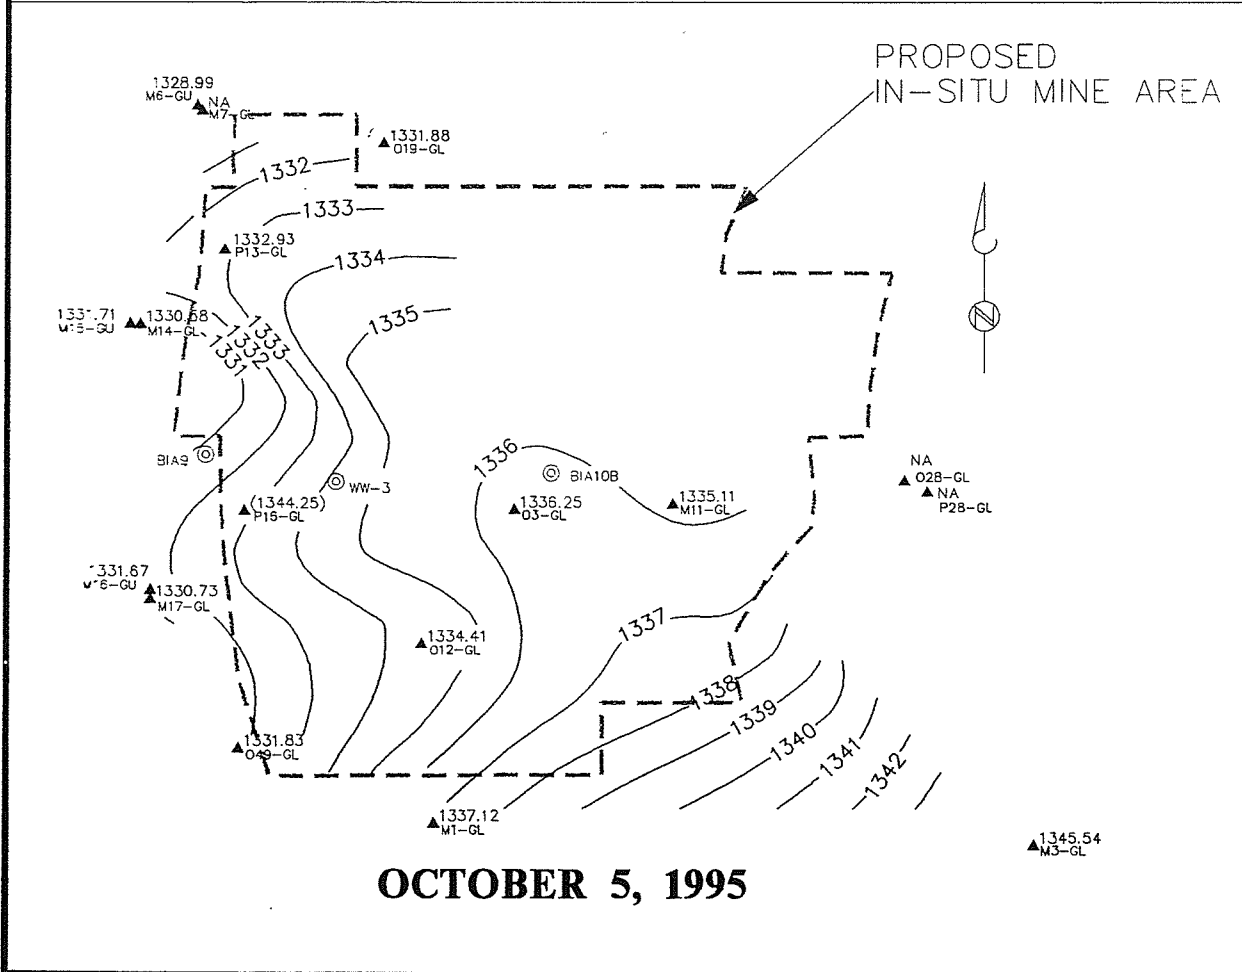 PROPOSED
IN-SITU MINE AREA
1328.99
M6-GU
NA
M7-GL
1331.88
O19-GL
1332
1333
1332.93
P13-GL
1334
1330.68
M14-GL
1335
1333
1332
1331
N
BIA9
WW-3
1336
BIA10B
NA
O28-GL
NA
P28-GL
(1344.25)
P16-GL
1336.25
O3-GL
1335.11
M11-GL
1331.67
1330.73
M17-GL
1337
1334.41
O12-GL
1338
1339
1340
1341
1342
1331.83
O49-GL
1337.12
M1-GL
1345.54
M3-GL
OCTOBER 5, 1995